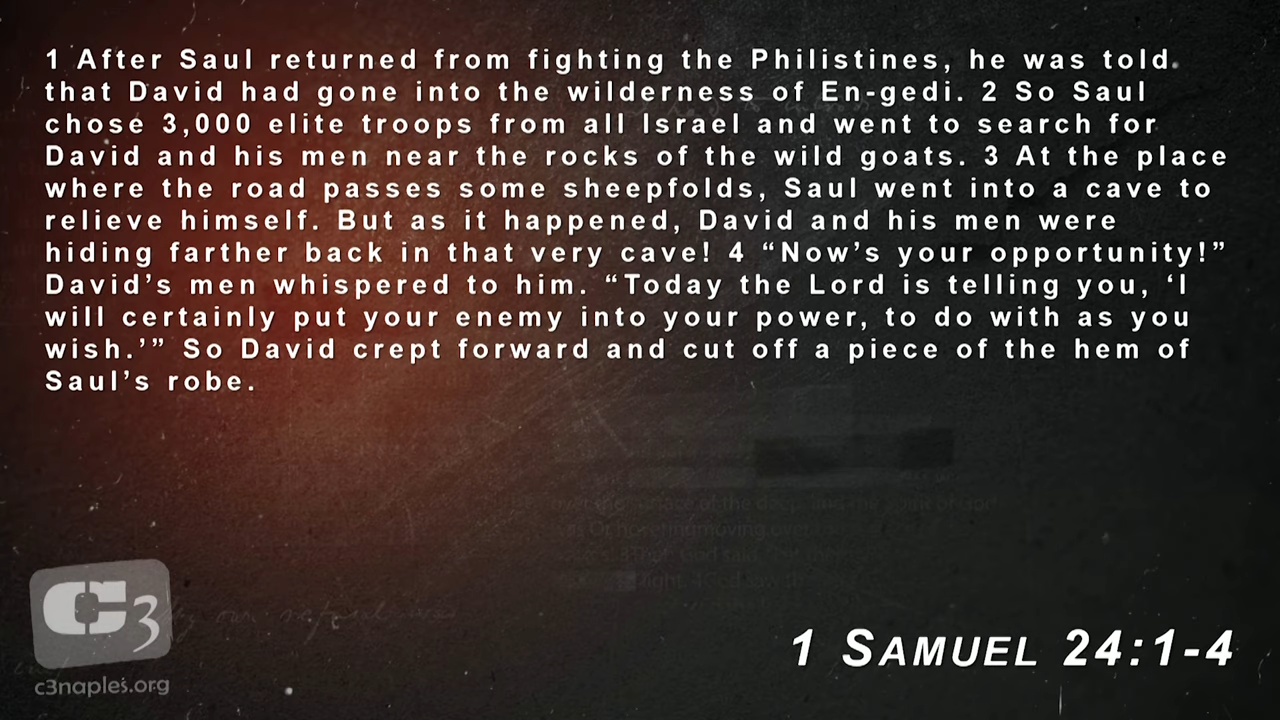 1 After Saul returned from fighting the Philistines, he was told
that David had gone into the wilderness of En-gedi. 2 So Saul
chose 3,000 elite troops from all Israel and went to search for
David and his men near the rocks of the wild goats. 3 At the place
where the road passes some sheepfolds, Saul went into a cave to
relieve himself. But as it happened, David and his men were
hiding farther back in that very cave! 4 “Now’s your opportunity!”
David’s men whispered to him. “Today the Lord is telling you, ‘I
will certainly put your enemy into your power, to do with as you
wish.’” So David crept forward and cut off a piece of the hem of
Saul’s robe.
C3
c3naples.org
1 SAMUEL 24:1-4